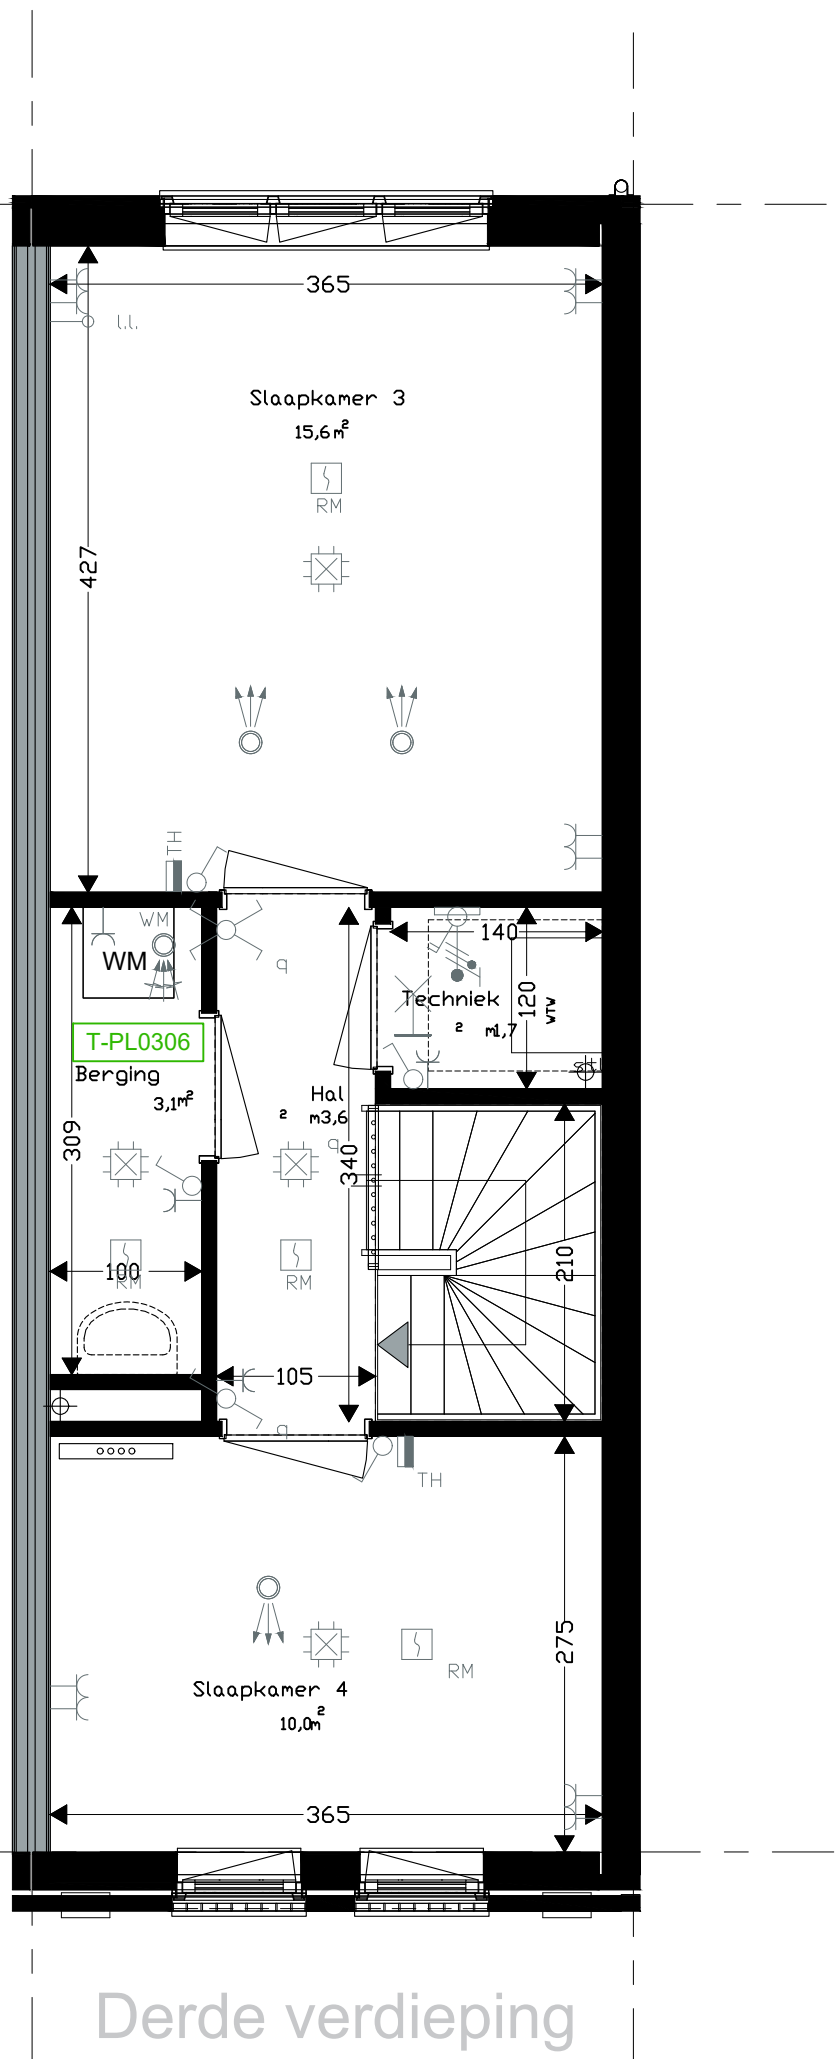 365
l.l.
Slaapkamer 3
15,6m²
RM
427
TH
WM
WM
a
140
Techniek
2 m1,7
120
WTW
T-PL0306
Berging
3,1m²
Hal
2 m3,6
a
309
340
210
100
RM
RM
105
a
TH
275
RM
Slaapkamer 4
10,0m²
365
Derde verdieping